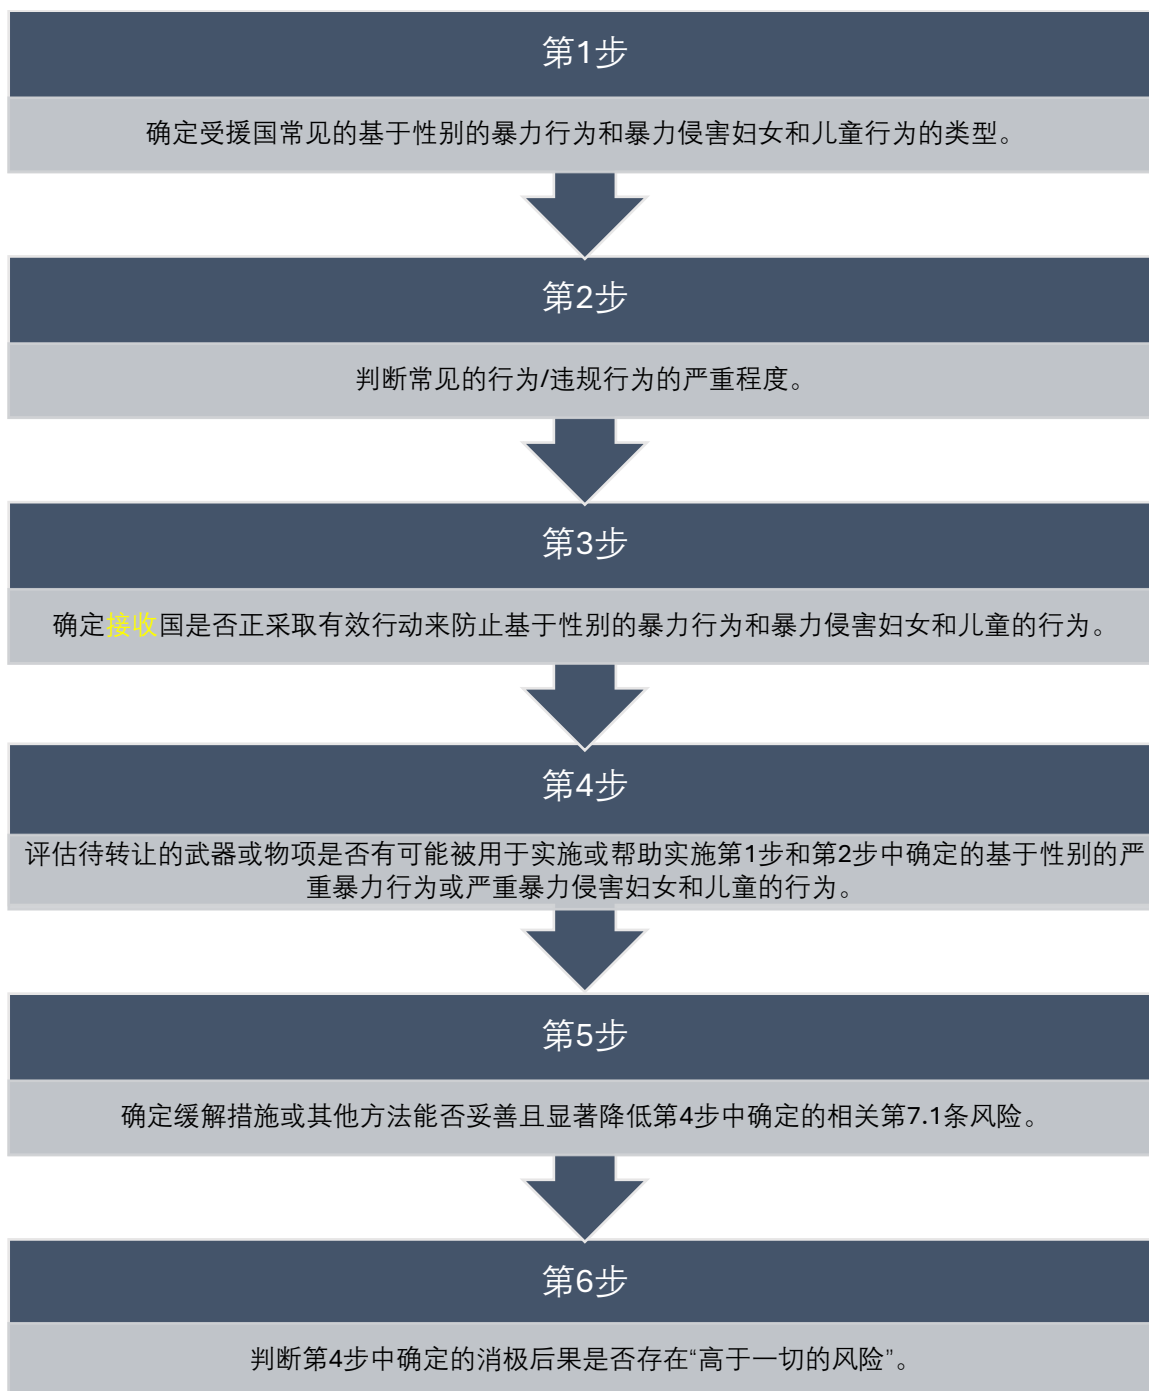 第1步
确定受援国常见的基于性别的暴力行为和暴力侵害妇女和儿童行为的类型。
第2步
判断常见的行为/违规行为的严重程度。
第3步
确定接收国是否正采取有效行动来防止基于性别的暴力行为和暴力侵害妇女和儿童的行为。
第4步
评估待转让的武器或物项是否有可能被用于实施或帮助实施第1步和第2步中确定的基于性别的严
重暴力行为或严重暴力侵害妇女和儿童的行为。
第5步
确定缓解措施或其他方法能否妥善且显著降低第4步中确定的相关第7.1条风险。
第6步
判断第4步中确定的消极后果是否存在“高于一切的风险”。